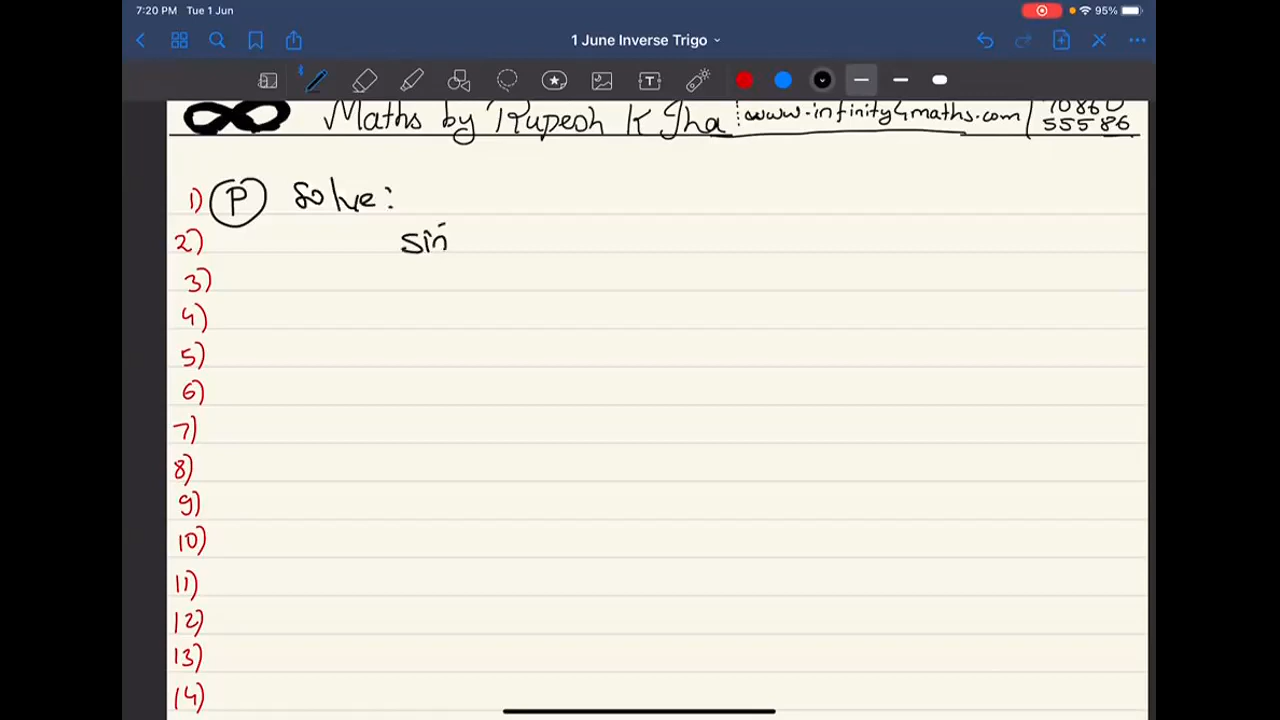 7:20 PM Tue 1 Jun 95%
1 June Inverse Trigo
Maths by Rupesh K Jha www.infinity4maths.com 70860
55586
1) P Solve:
2) sin
3)
4)
5)
6)
7)
8)
9)
10)
11)
12)
13)
14)